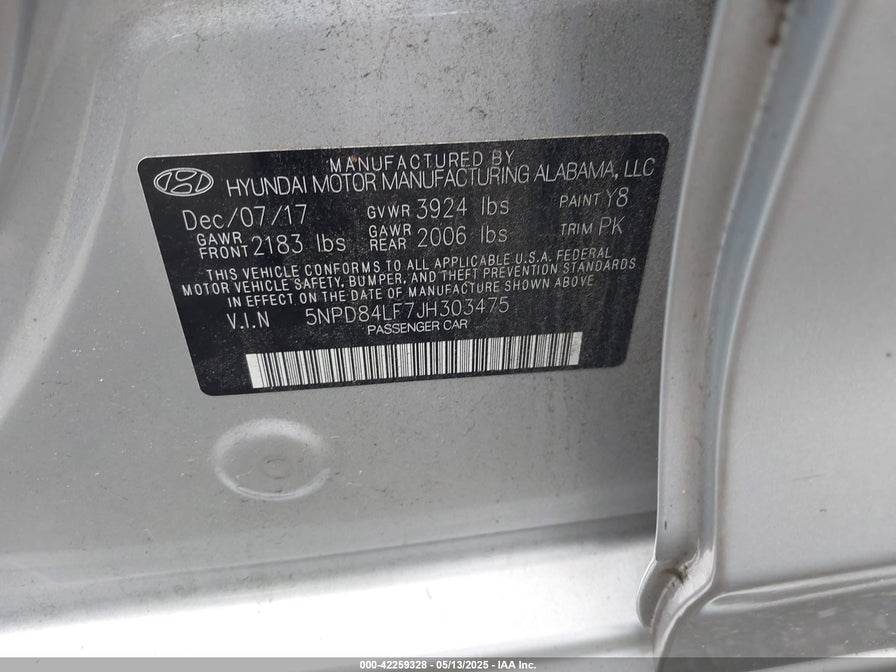 MANUFACTURED BY
HYUNDAI MOTOR MANUFACTURING ALABAMA, LLC
Dec/07/17 GVWR 3924 lbs PAINT Y8
GAWR FRONT 2183 lbs GAWR REAR 2006 lbs TRIM PK
THIS VEHICLE CONFORMS TO ALL APPLICABLE U.S.A. FEDERAL
MOTOR VEHICLE SAFETY, BUMPER, AND THEFT PREVENTION STANDARDS
IN EFFECT ON THE DATE OF MANUFACTURE SHOWN ABOVE
V.I.N 5NPD84LF7JH303475
PASSENGER CAR
000-42259328 - 05/13/2025 - IAA Inc.